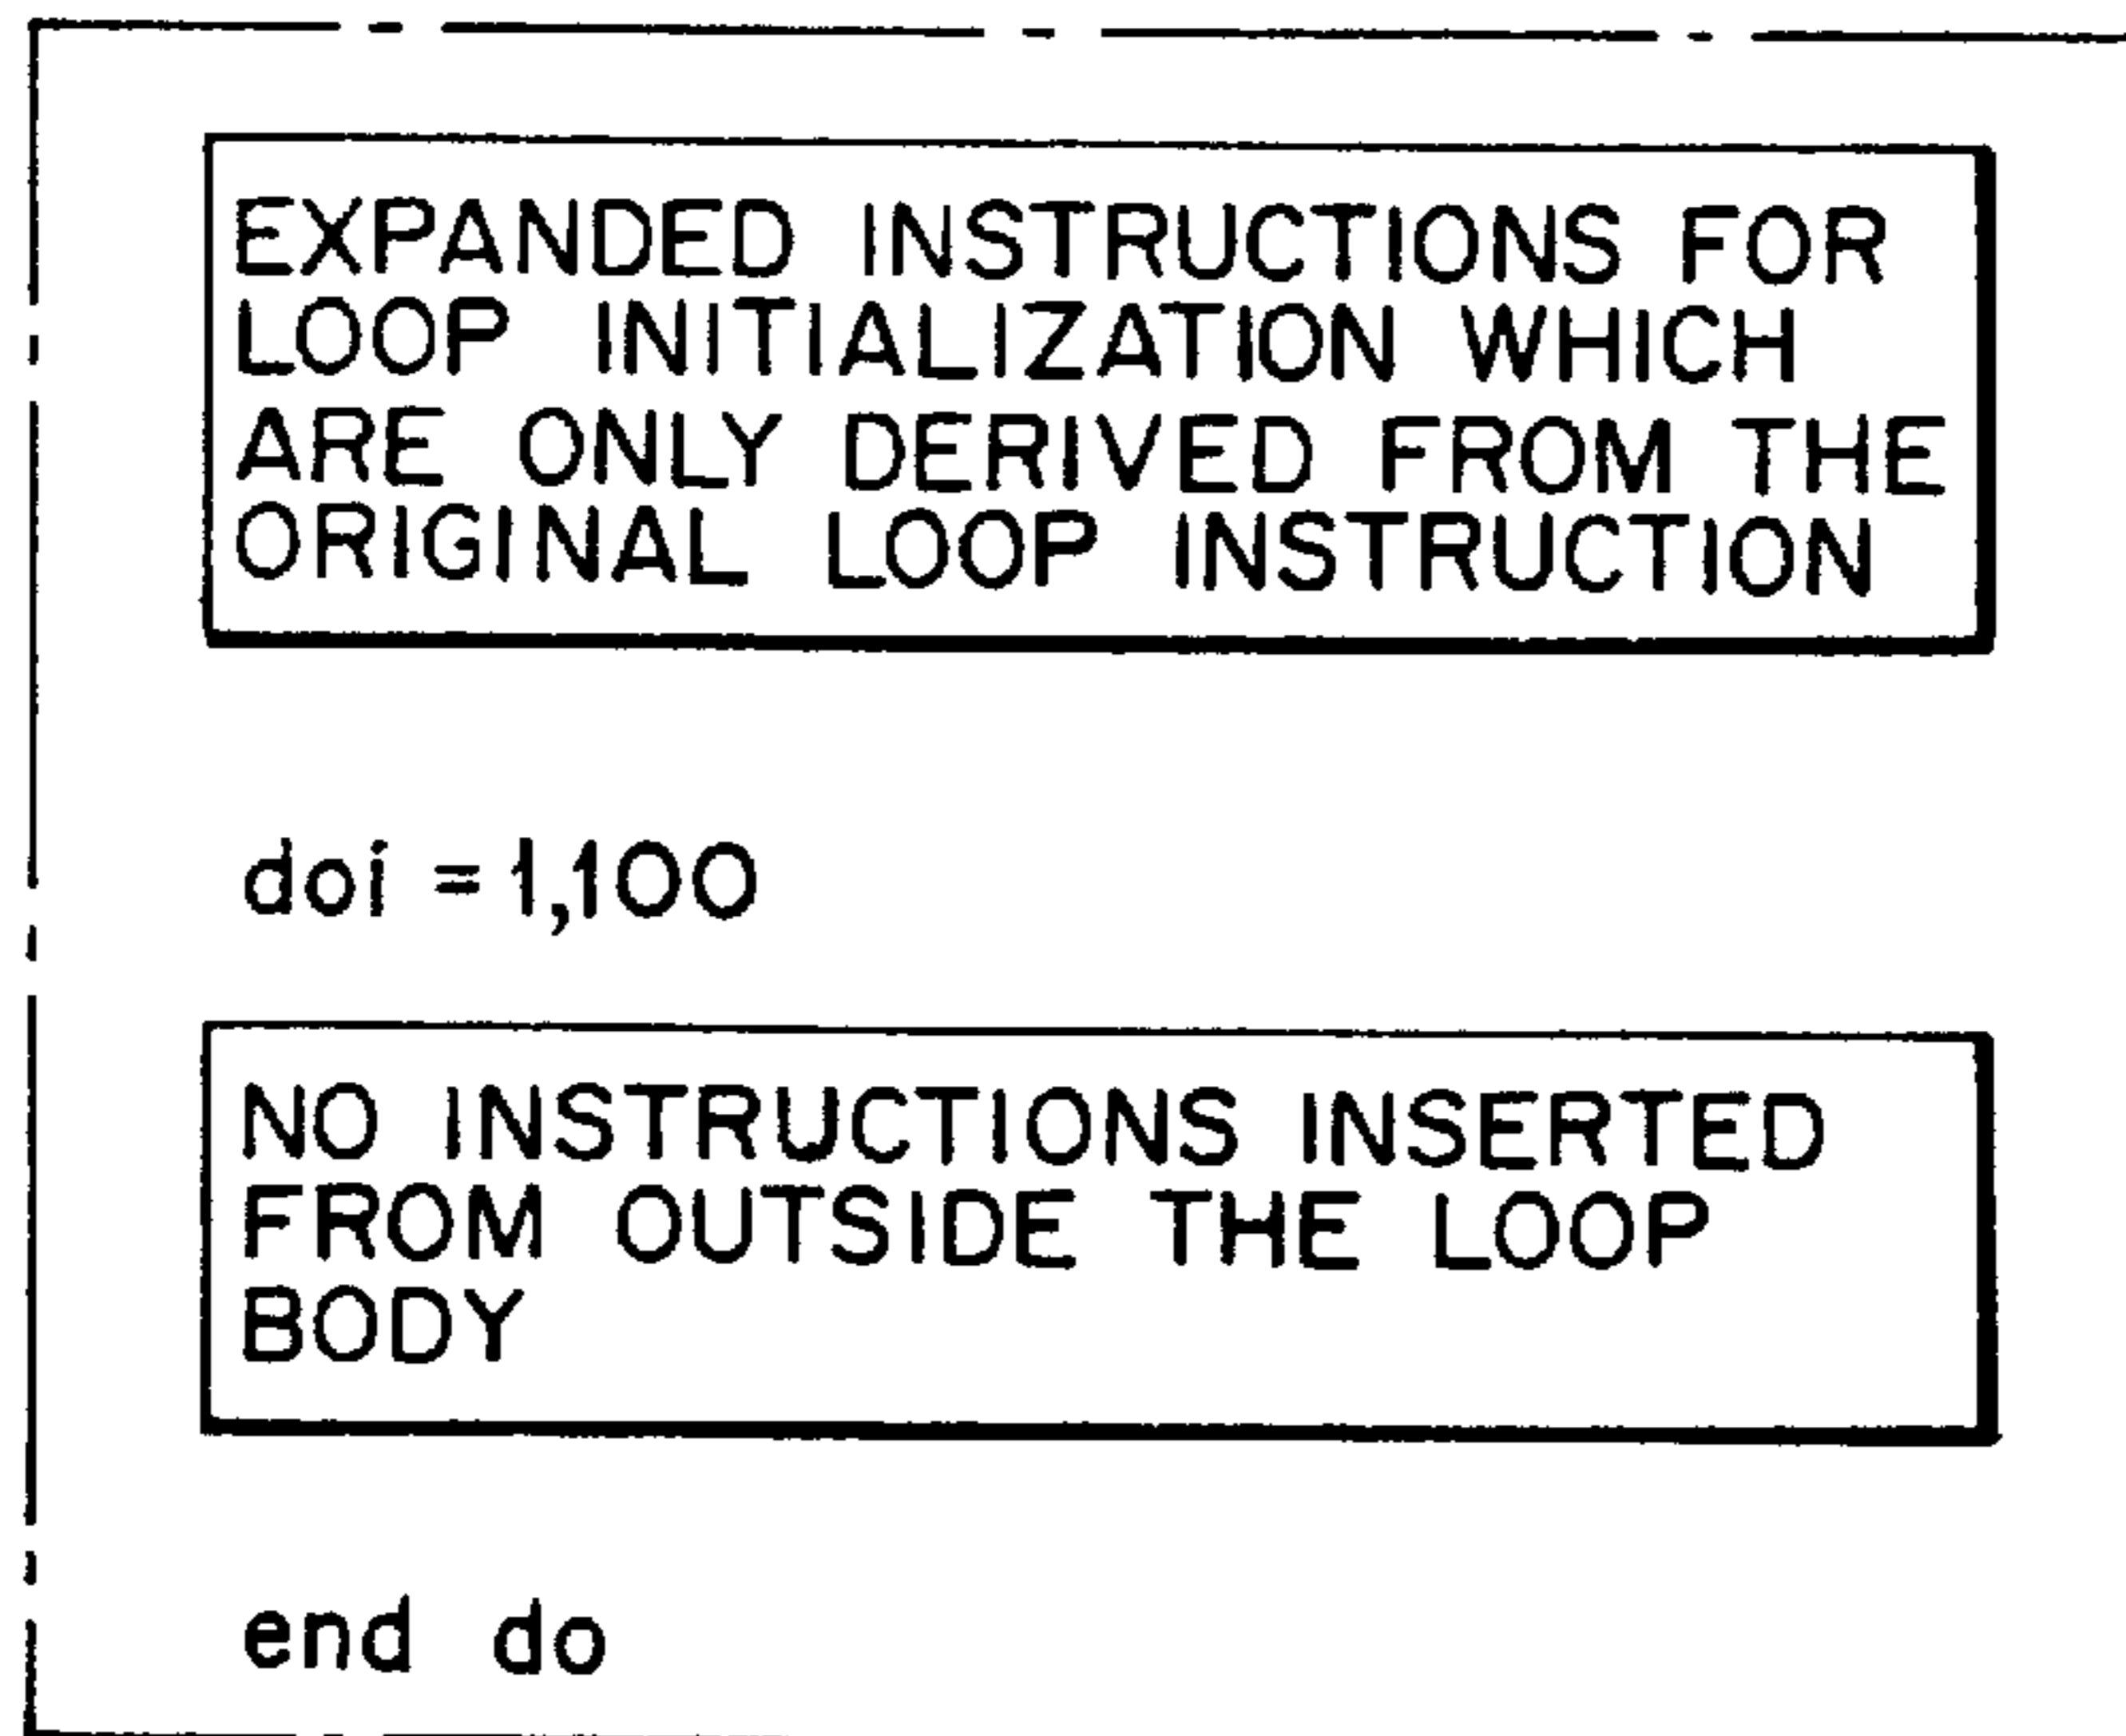 EXPANDED INSTRUCTIONS FOR
LOOP INITIALIZATION WHICH
ARE ONLY DERIVED FROM THE
ORIGINAL LOOP INSTRUCTION
doi = 1,100
NO INSTRUCTIONS INSERTED
FROM OUTSIDE THE LOOP
BODY
end do